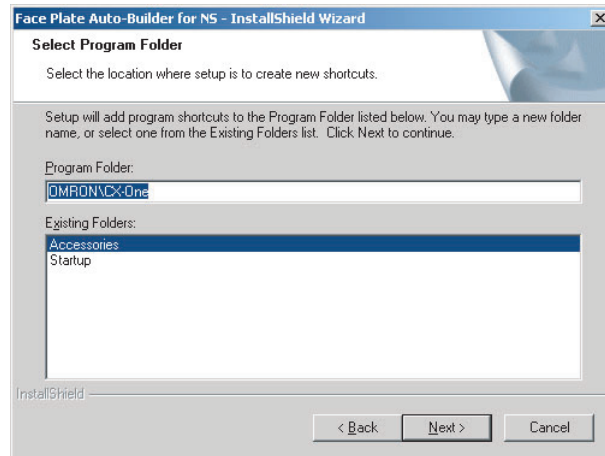 Face Plate Auto-Builder for NS - InstallShield Wizard
Select Program Folder
Select the location where setup is to create new shortcuts.
Setup will add program shortcuts to the Program Folder listed below. You may type a new folder
name, or select one from the Existing Folders list. Click Next to continue.
Program Folder:
OMRON\CX-One
Existing Folders:
Accessories
Startup
InstallShield
< Back
Next >
Cancel